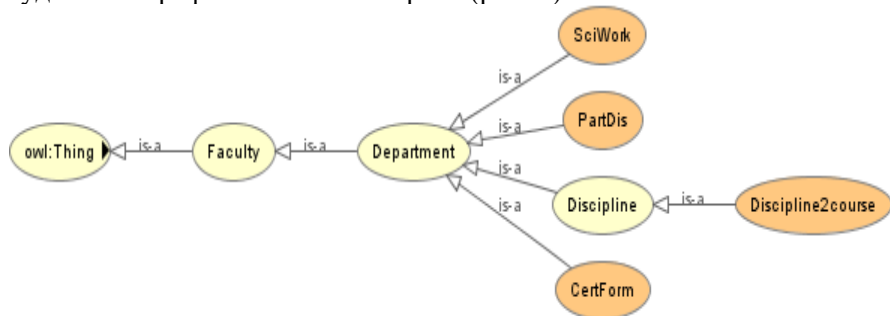 SciWork
is-a
PartDis
is-a
owl:Thing
is-a
Faculty
is-a
Department
is-a
Discipline
is-a
Discipline2course
is-a
CertForm